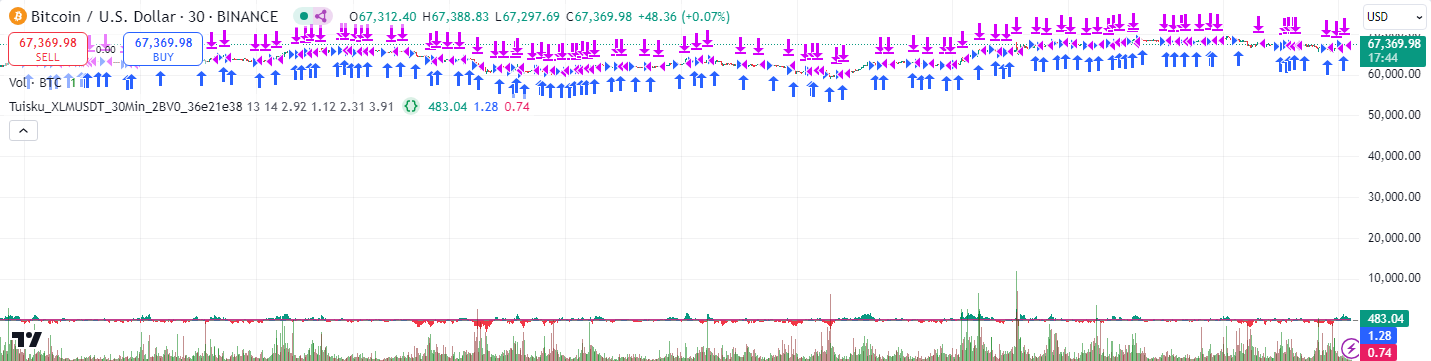 Bitcoin / U.S. Dollar · 30 · BINANCE O67,312.40 H67,388.83 L67,297.69 C67,369.98 +48.36 (+0.07%) USD
67,369.98 SELL 0.00 67,369.98 BUY
67,369.98
17:44
Vol · BTC 1
60,000.00
Tuisku_XLMUSDT_30Min_2BV0_36e21e38 13 14 2.92 1.12 2.31 3.91 {} 483.04 1.28 0.74
50,000.00
40,000.00
30,000.00
20,000.00
10,000.00
483.04
1.28
0.74